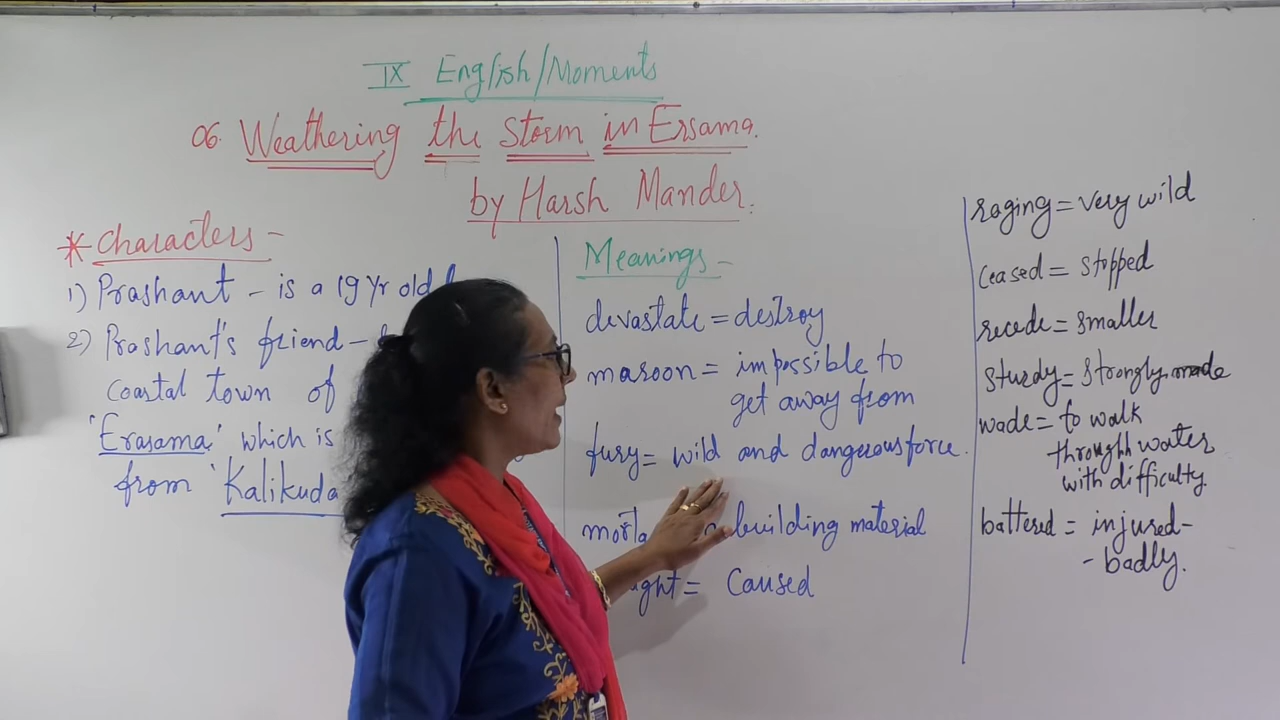 IX English/Moments
06. Weathering the Storm in Ersama.
by Harsh Mander.
* Characters -
1) Prashant - is a 19 yr old
2) Prashant's friend -
coastal town of
'Erasama' which is
from 'Kalikuda
Meanings -
devastate = destroy
maroon = impossible to
get away from
fury = wild and dangerous force.
building material
= Caused
raging = very wild
ceased = stopped
recede = smaller
sturdy = strongly made
wade = to walk
through water
with difficulty.
battered = injured-
- badly.